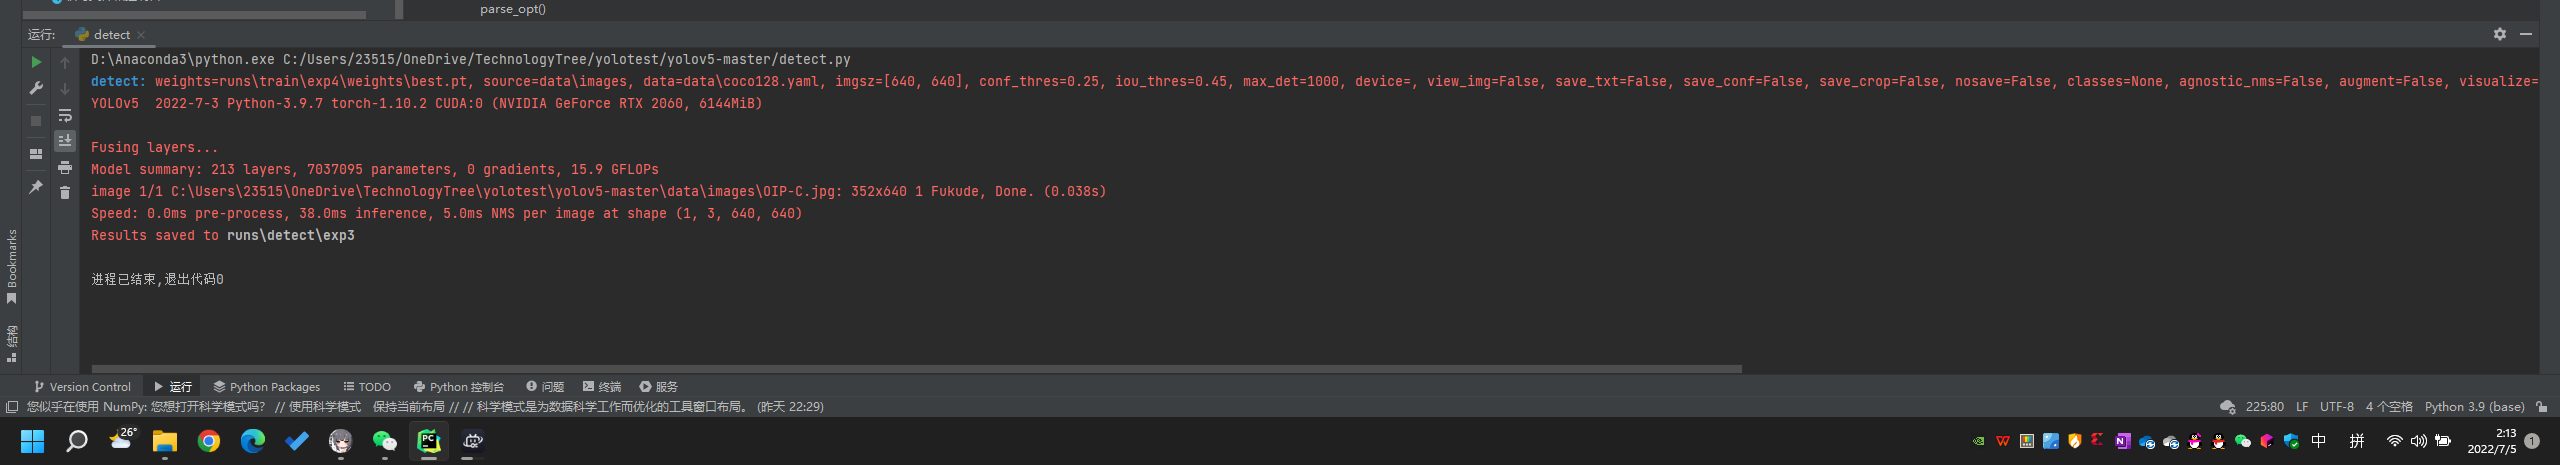 parse_opt()
运行: detect
D:\Anaconda3\python.exe C:/Users/23515/OneDrive/TechnologyTree/yolotest/yolov5-master/detect.py
detect: weights=runs\train\exp4\weights\best.pt, source=data\images, data=data\coco128.yaml, imgsz=[640, 640], conf_thres=0.25, iou_thres=0.45, max_det=1000, device=, view_img=False, save_txt=False, save_conf=False, save_crop=False, nosave=False, classes=None, agnostic_nms=False, augment=False, visualize=
YOLOv5  2022-7-3 Python-3.9.7 torch-1.10.2 CUDA:0 (NVIDIA GeForce RTX 2060, 6144MiB)
Fusing layers...
Model summary: 213 layers, 7037095 parameters, 0 gradients, 15.9 GFLOPs
image 1/1 C:\Users\23515\OneDrive\TechnologyTree\yolotest\yolov5-master\data\images\OIP-C.jpg: 352x640 1 Fukude, Done. (0.038s)
Speed: 0.0ms pre-process, 38.0ms inference, 5.0ms NMS per image at shape (1, 3, 640, 640)
Results saved to runs\detect\exp3
进程已结束,退出代码0
Bookmarks
结构
Version Control 运行 Python Packages TODO Python 控制台 问题 终端 服务
您似乎在使用 NumPy: 您想打开科学模式吗? // 使用科学模式 保持当前布局 // // 科学模式是为数据科学工作而优化的工具窗口布局。 (昨天 22:29) 225:80 LF UTF-8 4 个空格 Python 3.9 (base)
26° PC 中 拼 2:13 1
2022/7/5